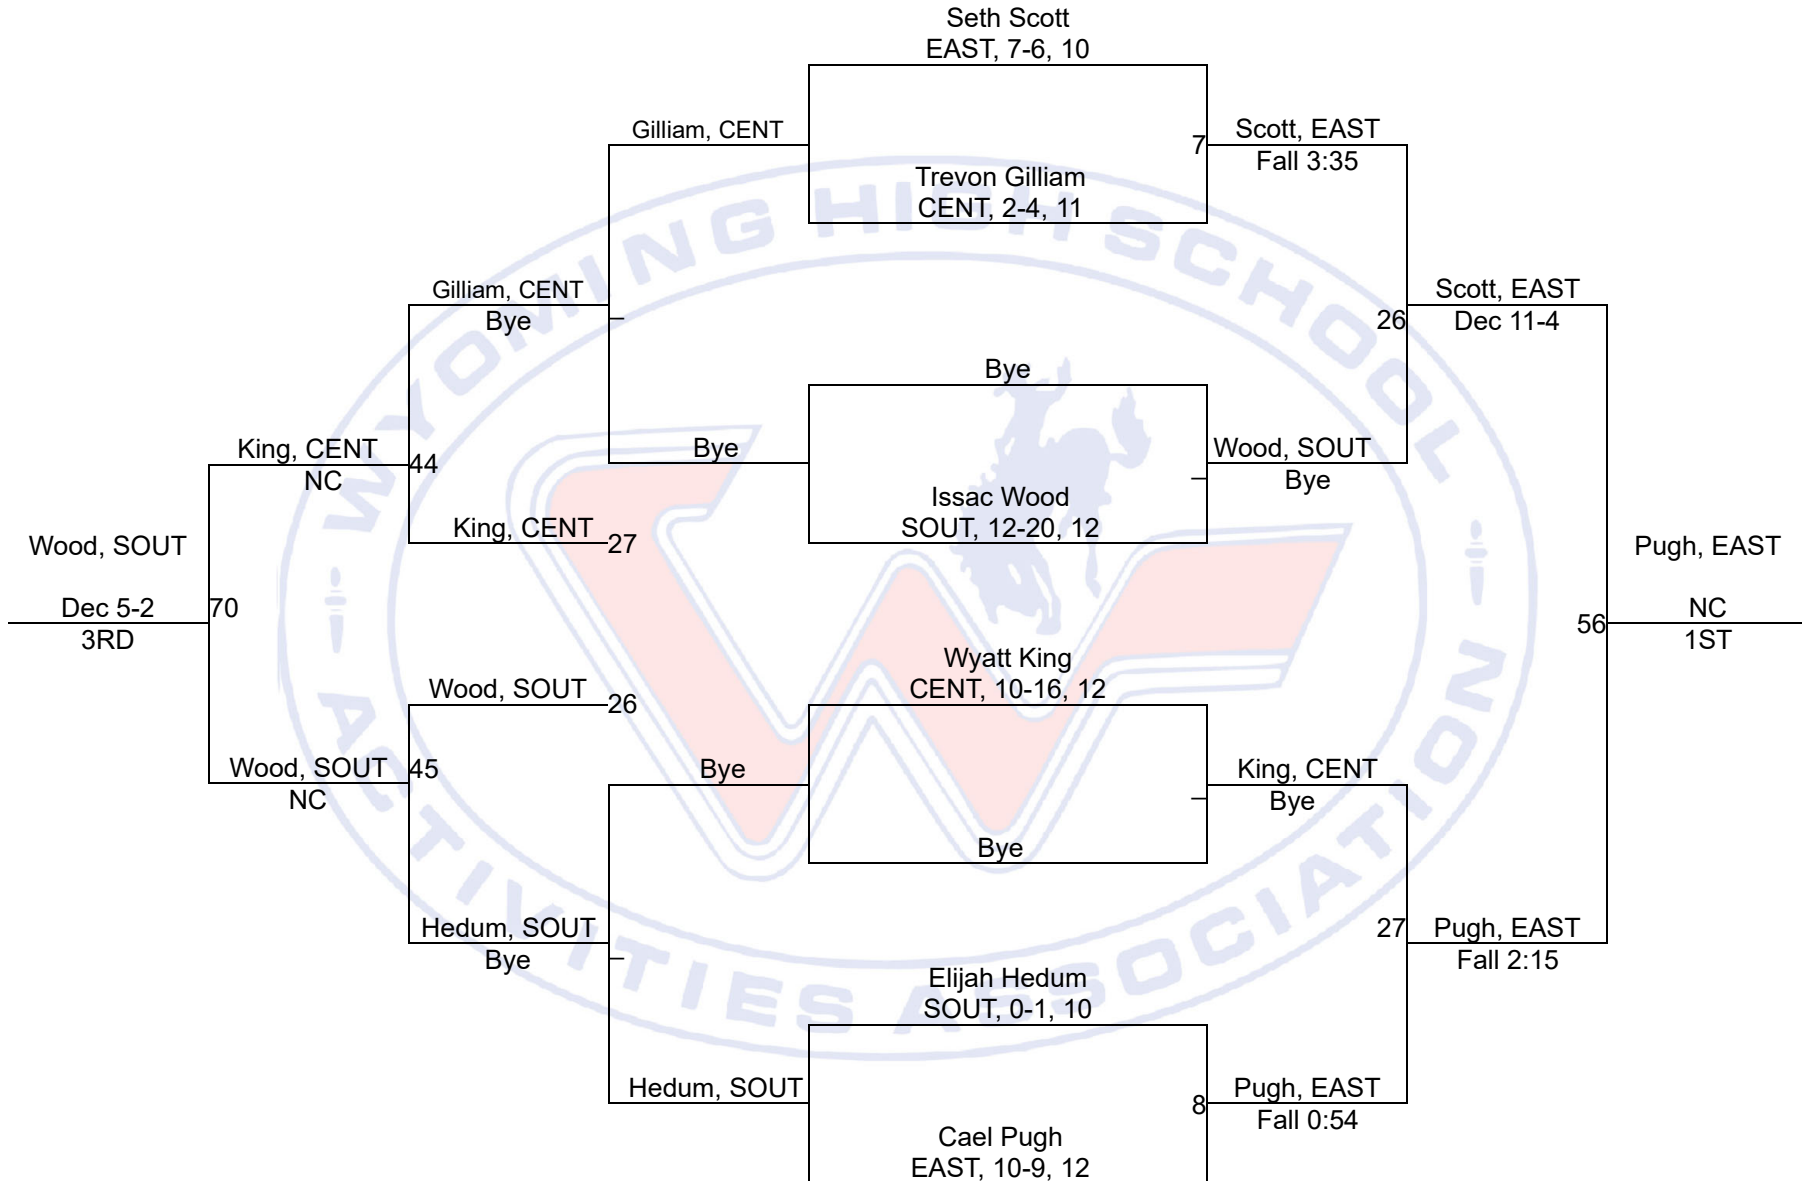 Seth Scott
EAST, 7-6, 10
Gilliam, CENT
7
Scott, EAST
Fall 3:35
Trevon Gilliam
CENT, 2-4, 11
Gilliam, CENT
Bye
26
Scott, EAST
Dec 11-4
Bye
King, CENT
NC
44
Bye
Wood, SOUT
Bye
Issac Wood
SOUT, 12-20, 12
King, CENT
27
Wood, SOUT
Dec 5-2
3RD
70
Pugh, EAST
NC
1ST
56
Wyatt King
CENT, 10-16, 12
Wood, SOUT
26
Wood, SOUT
NC
45
Bye
King, CENT
Bye
Bye
Hedum, SOUT
Bye
27
Pugh, EAST
Fall 2:15
Elijah Hedum
SOUT, 0-1, 10
Hedum, SOUT
8
Pugh, EAST
Fall 0:54
Cael Pugh
EAST, 10-9, 12
WYOMING HIGH SCHOOL
ACTIVITIES ASSOCIATION